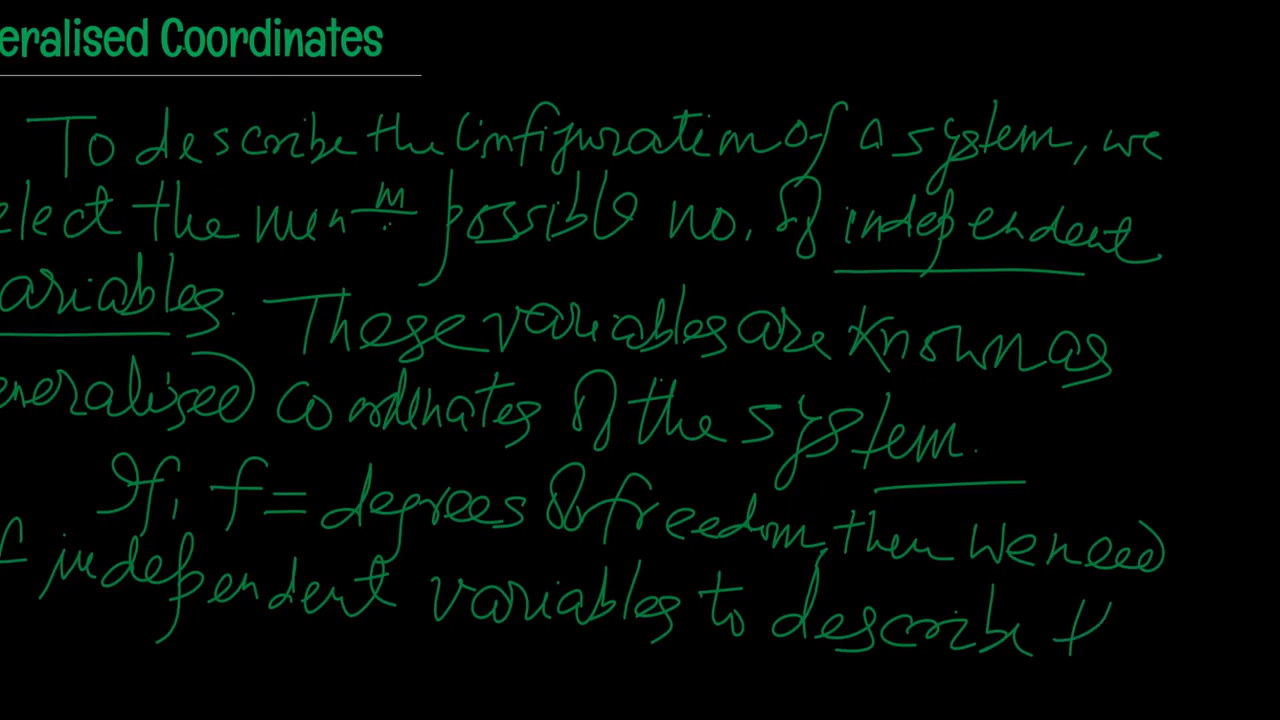 eralised Coordinates
To describe the Configuration of a system, we
elect the minm possible no. of independent
ariables. These variables are known as
eneralised coordinates of the system.
If, f = degrees of freedom, then we need
f independent variables to describe t